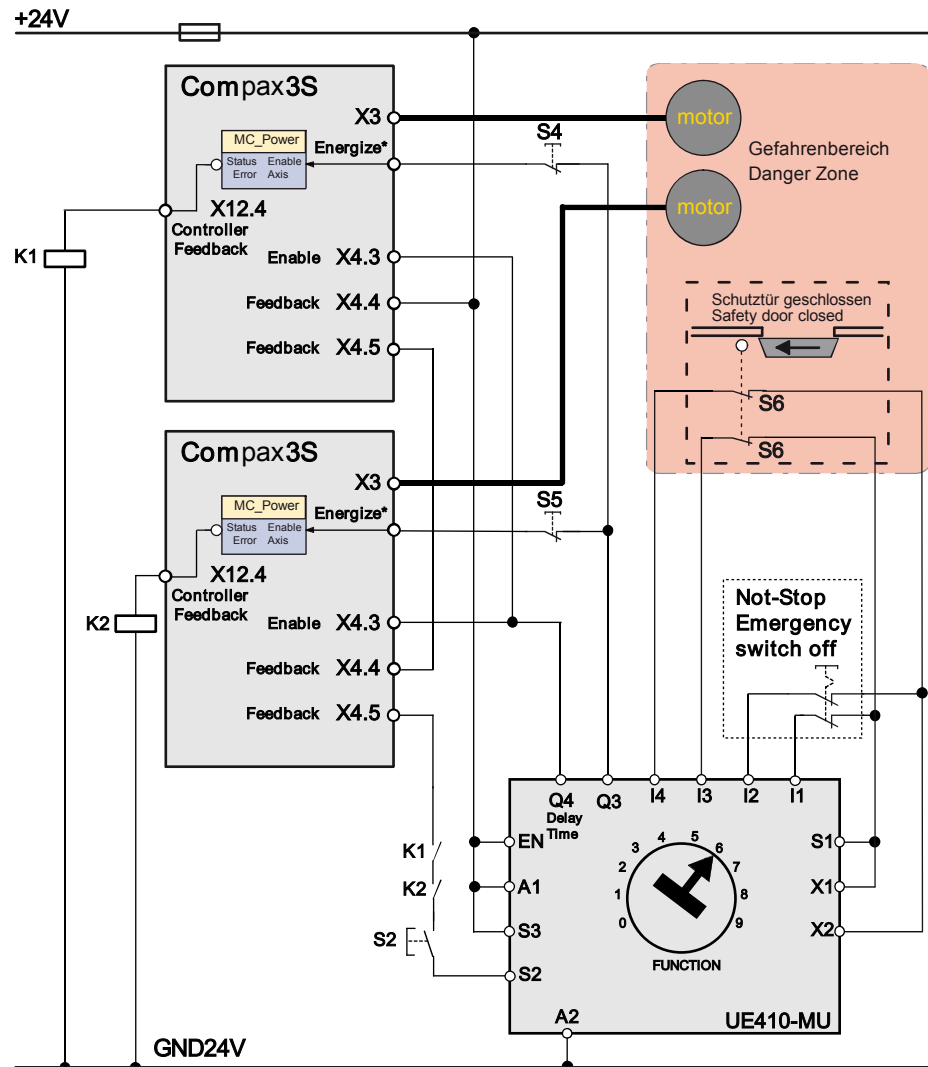 +24V
Compax3S
X3
MC_Power
Energize*
Status Enable
Error Axis
X12.4
Controller
Feedback
K1
Enable X4.3
Feedback X4.4
Feedback X4.5
S4
motor
motor
Gefahrenbereich
Danger Zone
Schutztür geschlossen
Safety door closed
S6
S6
Compax3S
X3
MC_Power
Energize*
Status Enable
Error Axis
X12.4
Controller
Feedback
K2
Enable X4.3
Feedback X4.4
Feedback X4.5
S5
Not-Stop
Emergency
switch off
K1
K2
S2
Q4
Delay
Time
Q3
I4
I3
I2
I1
EN
A1
S3
S2
S1
X1
X2
0
1
2
3
4
5
6
7
8
9
FUNCTION
A2
UE410-MU
GND24V